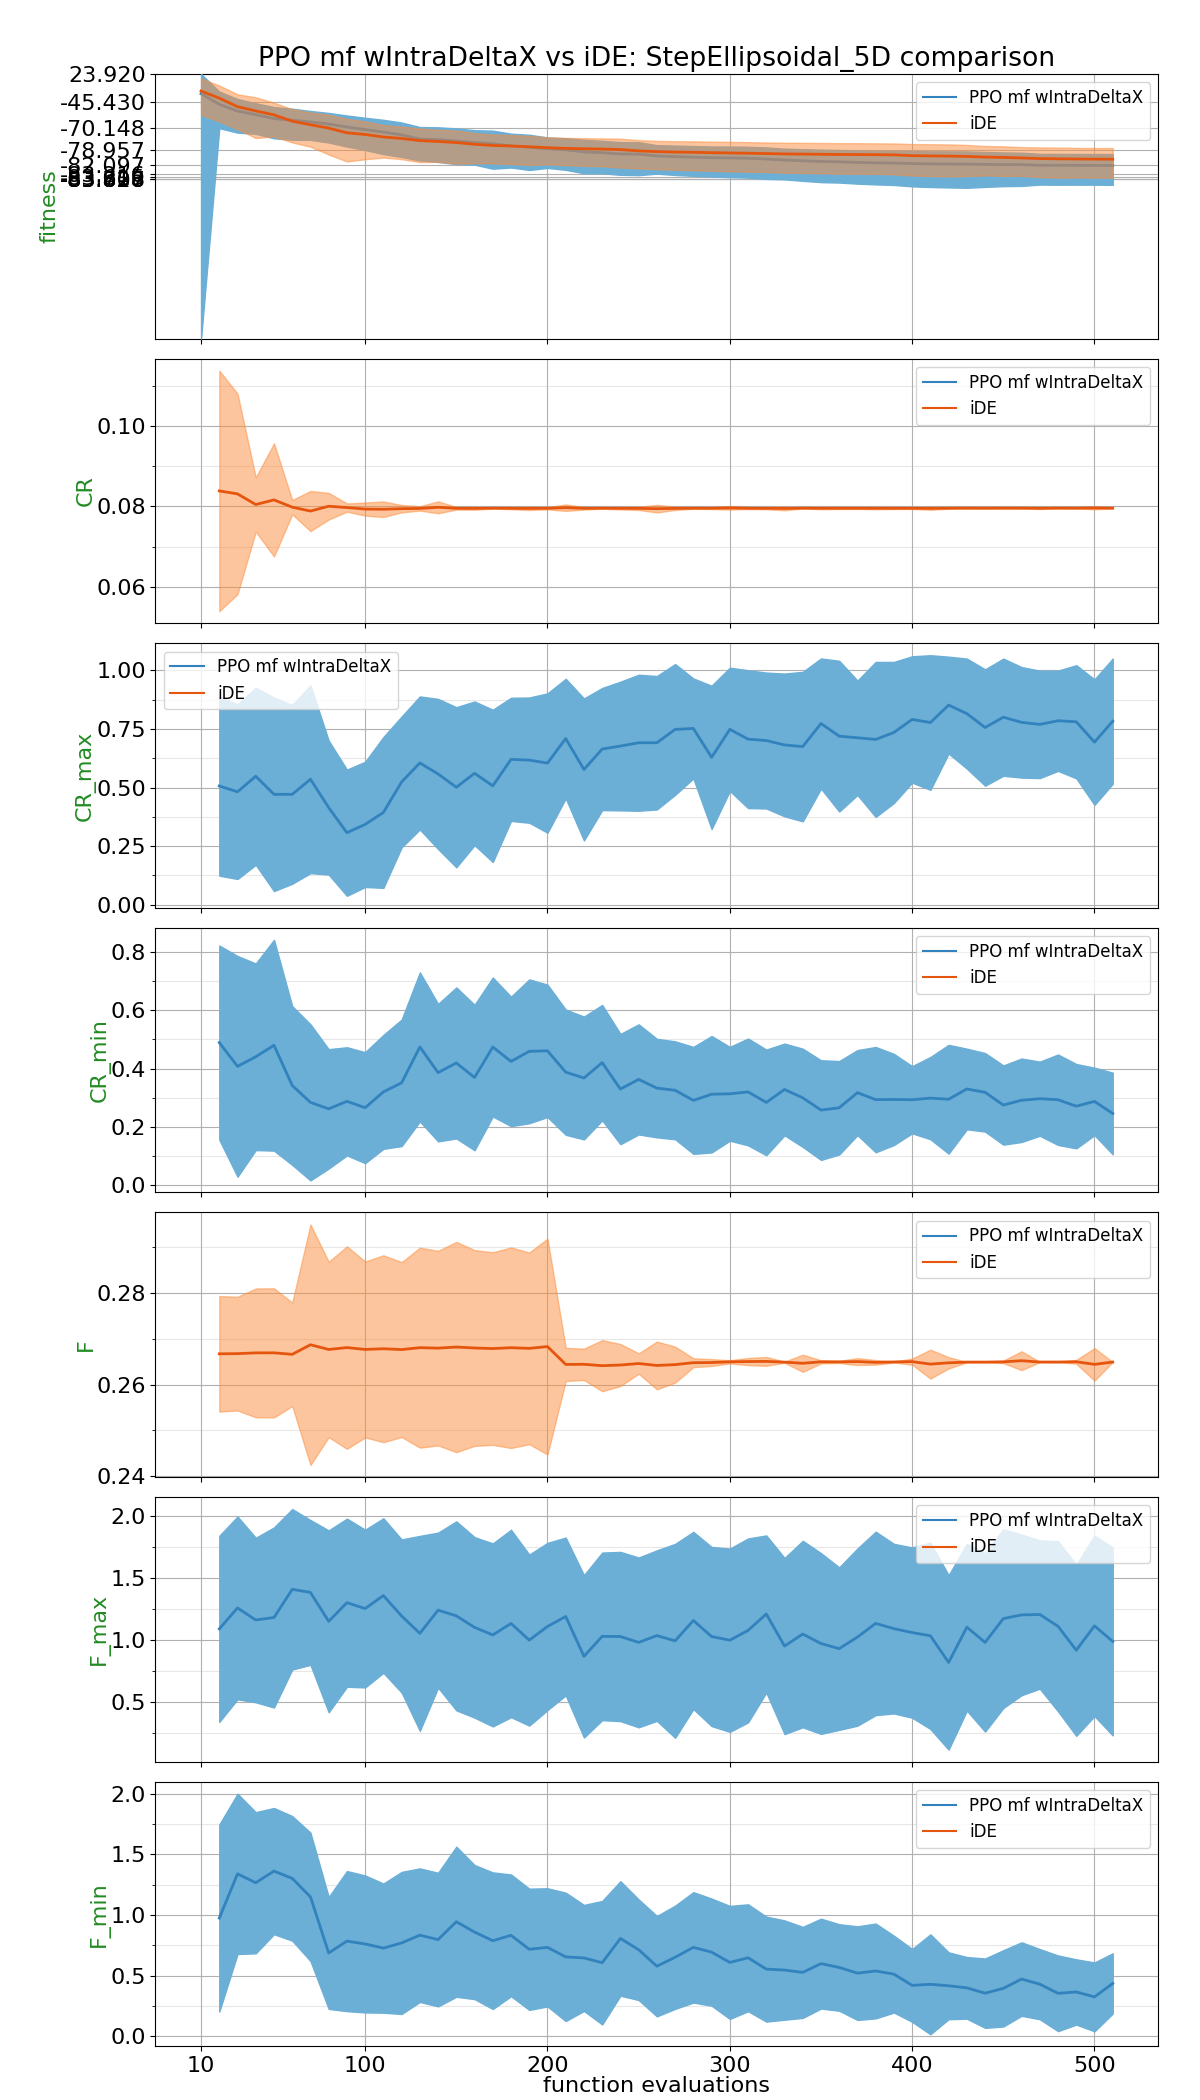 PPO mf wIntraDeltaX vs iDE: StepEllipsoidal_5D comparison
23.920
-45.430
-70.148
-78.957
-82.097
fitness
PPO mf wIntraDeltaX
iDE
0.10
0.08
0.06
CR
PPO mf wIntraDeltaX
iDE
1.00
0.75
0.50
0.25
0.00
CR_max
PPO mf wIntraDeltaX
iDE
0.8
0.6
0.4
0.2
0.0
CR_min
PPO mf wIntraDeltaX
iDE
0.28
0.26
0.24
F
PPO mf wIntraDeltaX
iDE
2.0
1.5
1.0
0.5
F_max
PPO mf wIntraDeltaX
iDE
2.0
1.5
1.0
0.5
0.0
F_min
PPO mf wIntraDeltaX
iDE
10 100 200 300 400 500
function evaluations